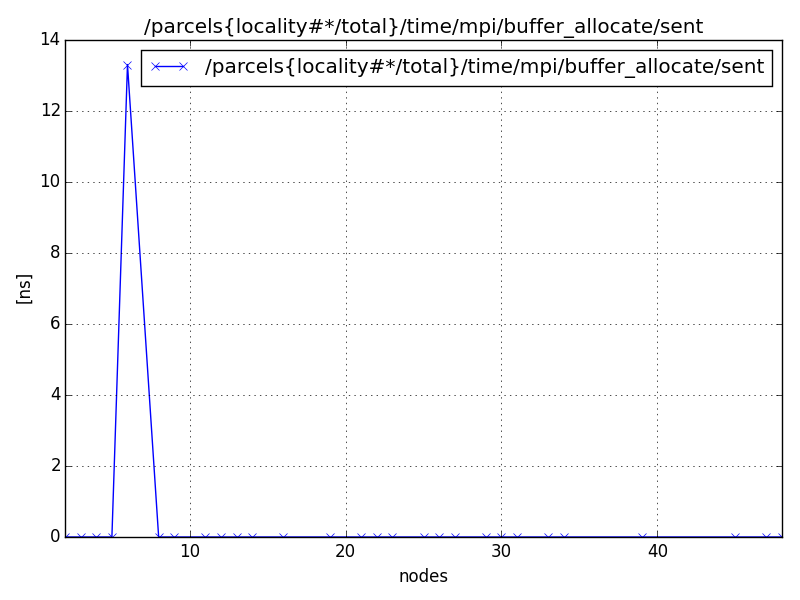 /parcels{locality#*/total}/time/mpi/buffer_allocate/sent
/parcels{locality#*/total}/time/mpi/buffer_allocate/sent
14
12
10
8
6
4
2
0
[ns]
10 20 30 40
nodes